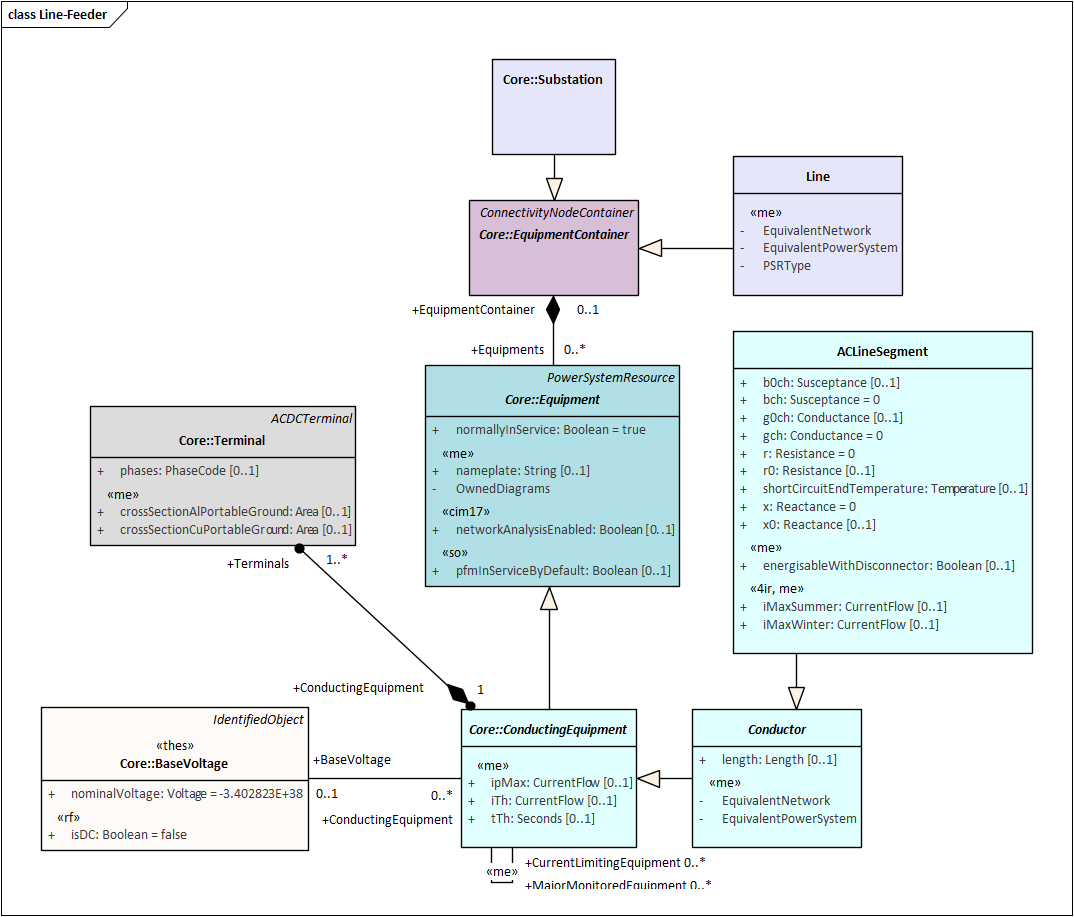 class Line-Feeder
Core::Substation
Line
«me»
- EquivalentNetwork
- EquivalentPowerSystem
- PSRType
ConnectivityNodeContainer
Core::EquipmentContainer
+EquipmentContainer
0..1
+Equipments
0..*
PowerSystemResource
Core::Equipment
+ normallyInService: Boolean = true
«me»
+ nameplate: String [0..1]
- OwnedDiagrams
«cim17»
+ networkAnalysisEnabled: Boolean [0..1]
«so»
+ pfmInServiceByDefault: Boolean [0..1]
ACLineSegment
+ b0ch: Susceptance [0..1]
+ bch: Susceptance = 0
+ g0ch: Conductance [0..1]
+ gch: Conductance = 0
+ r: Resistance = 0
+ r0: Resistance [0..1]
+ shortCircuitEndTemperature: Temperature [0..1]
+ x: Reactance = 0
+ x0: Reactance [0..1]
«me»
+ energisableWithDisconnector: Boolean [0..1]
«4ir, me»
+ iMaxSummer: CurrentFlow [0..1]
+ iMaxWinter: CurrentFlow [0..1]
ACDCTerminal
Core::Terminal
+ phases: PhaseCode [0..1]
«me»
+ crossSectionAlPortableGround: Area [0..1]
+ crossSectionCuPortableGround: Area [0..1]
+Terminals
1..*
+ConductingEquipment
1
IdentifiedObject
«thes»
Core::BaseVoltage
+ nominalVoltage: Voltage = -3.402823E+38
«rf»
+ isDC: Boolean = false
+BaseVoltage
0..1
0..*
+ConductingEquipment
Core::ConductingEquipment
«me»
+ ipMax: CurrentFlow [0..1]
+ iTh: CurrentFlow [0..1]
+ tTh: Seconds [0..1]
Conductor
+ length: Length [0..1]
«me»
- EquivalentNetwork
- EquivalentPowerSystem
+CurrentLimitingEquipment 0..*
«me»
+MajorMonitoredEquipment 0..*